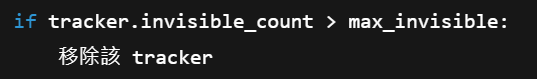 if tracker.invisible_count > max_invisible:
    移除該 tracker